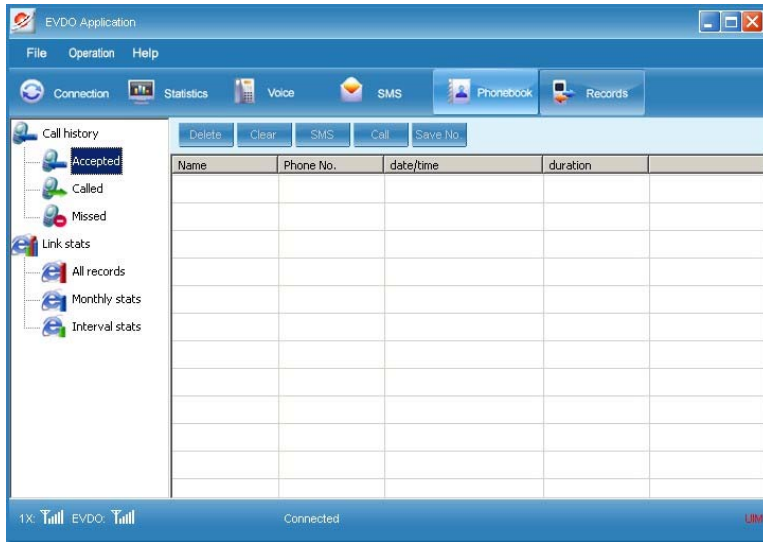 EVDO Application
File Operation Help
Connection Statistics Voice SMS Phonebook Records
Call history
Accepted
Called
Missed
Link stats
All records
Monthly stats
Interval stats
Delete Clear SMS Call Save No.
Name Phone No. date/time duration
1X: EVDO: Connected UIM